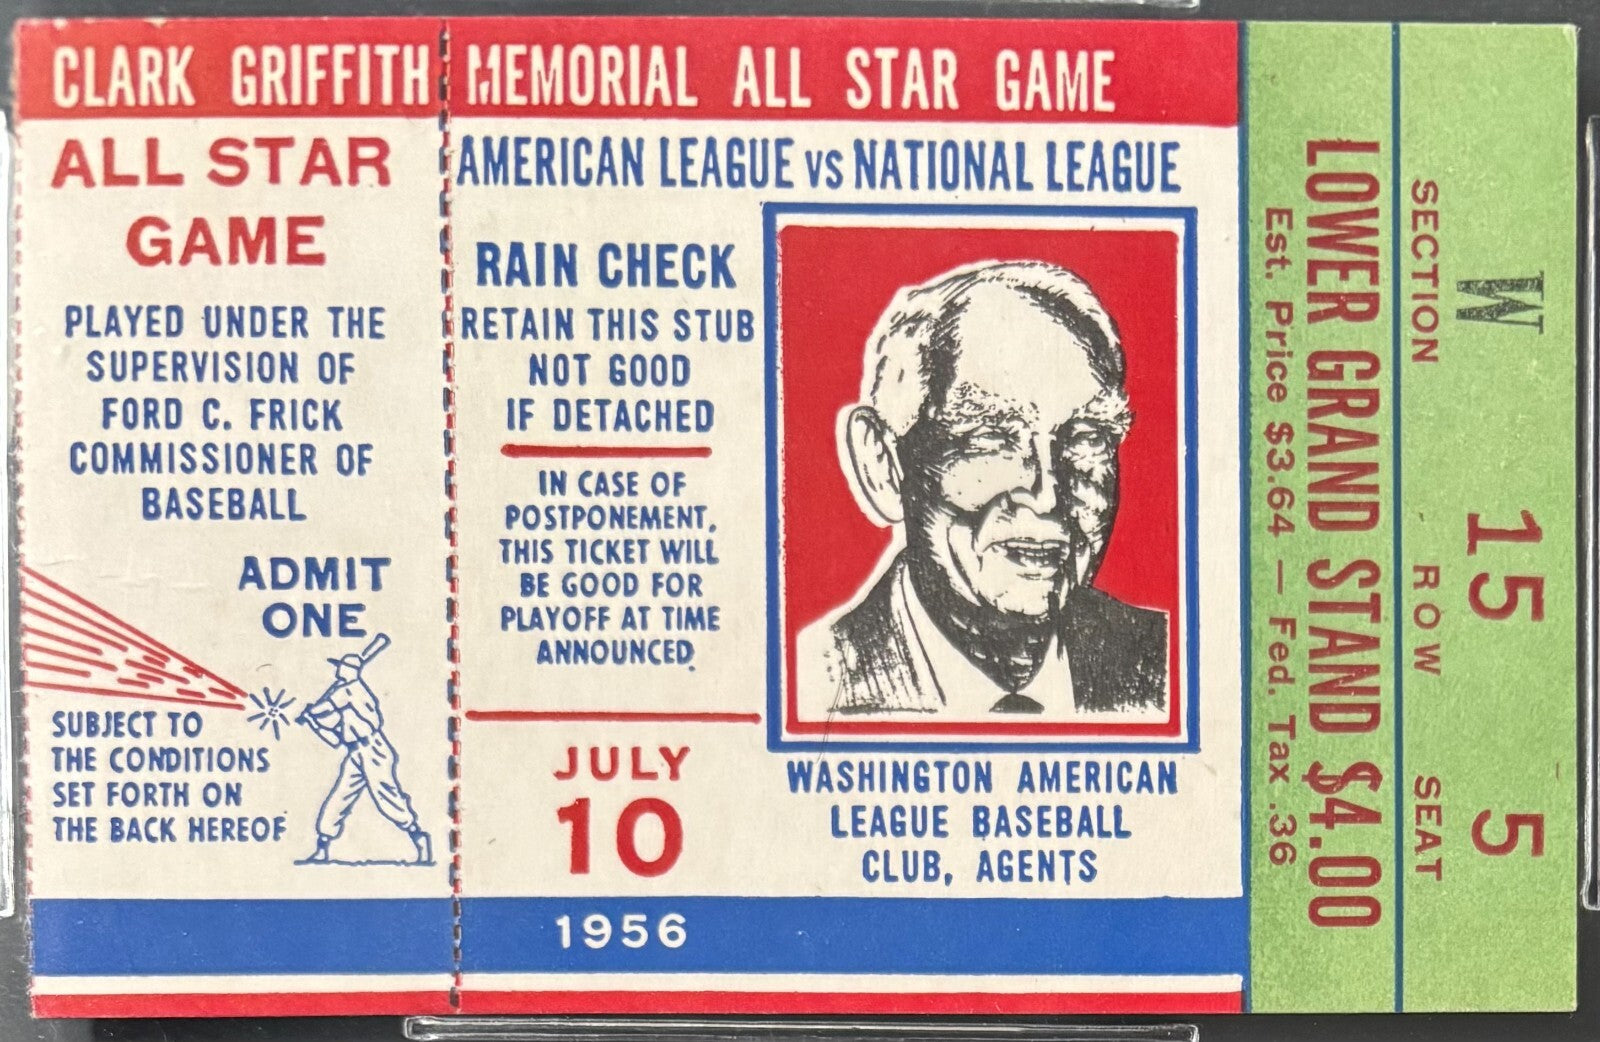 CLARK GRIFFITH MEMORIAL ALL STAR GAME
ALL STAR
GAME
PLAYED UNDER THE
SUPERVISION OF
FORD C. FRICK
COMMISSIONER OF
BASEBALL
ADMIT
ONE
SUBJECT TO
THE CONDITIONS
SET FORTH ON
THE BACK HEREOF
AMERICAN LEAGUE VS NATIONAL LEAGUE
RAIN CHECK
RETAIN THIS STUB
NOT GOOD
IF DETACHED
IN CASE OF
POSTPONEMENT,
THIS TICKET WILL
BE GOOD FOR
PLAYOFF AT TIME
ANNOUNCED.
JULY
10
1956
WASHINGTON AMERICAN
LEAGUE BASEBALL
CLUB, AGENTS
W 15 5
SECTION ROW SEAT
LOWER GRAND STAND $4.00
Est. Price $3.64 — Fed. Tax .36